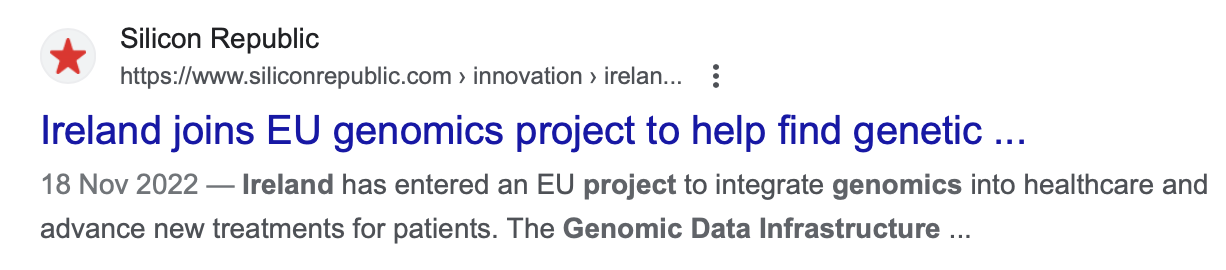 Silicon Republic
https://www.siliconrepublic.com › innovation › irelan...
Ireland joins EU genomics project to help find genetic ...
18 Nov 2022 — Ireland has entered an EU project to integrate genomics into healthcare and
advance new treatments for patients. The Genomic Data Infrastructure ...